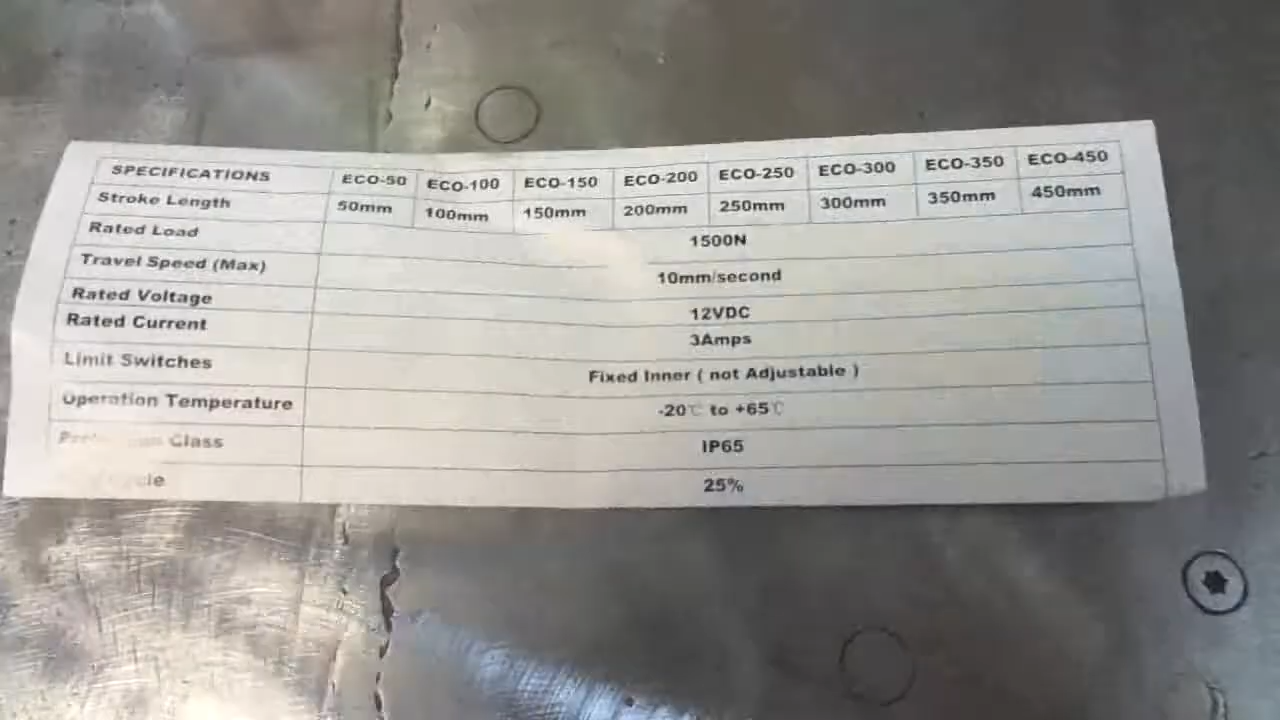 SPECIFICATIONS ECO-50 ECO-100 ECO-150 ECO-200 ECO-250 ECO-300 ECO-350 ECO-450
Stroke Length 50mm 100mm 150mm 200mm 250mm 300mm 350mm 450mm
Rated Load 1500N
Travel Speed (Max) 10mm/second
Rated Voltage 12VDC
Rated Current 3Amps
Limit Switches Fixed Inner ( not Adjustable )
Operation Temperature -20℃ to +65℃
Class IP65
25%